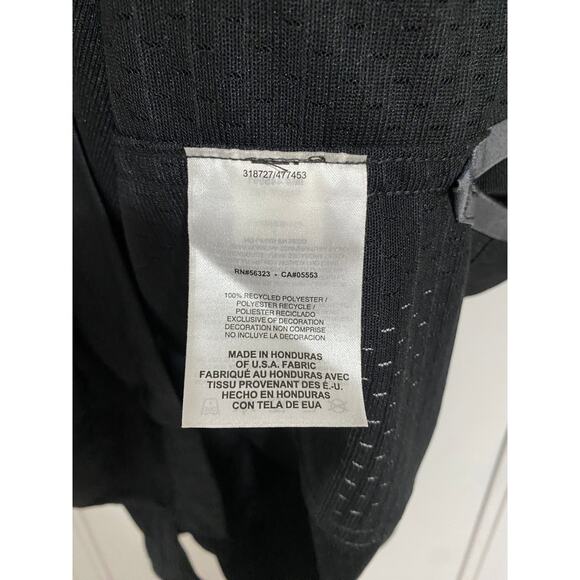 318727/477453
RN#56323 - CA#05553
100% RECYCLED POLYESTER/
POLYESTER RECYCLE /
POLIESTER RECICLADO
EXCLUSIVE OF DECORATION
DECORATION NON COMPRISE
NO INCLUYE LA DECORACION
MADE IN HONDURAS
OF U.S.A. FABRIC
FABRIQUÉ AU HONDURAS AVEC
TISSU PROVENANT DES É.-U.
HECHO EN HONDURAS
CON TELA DE EUA